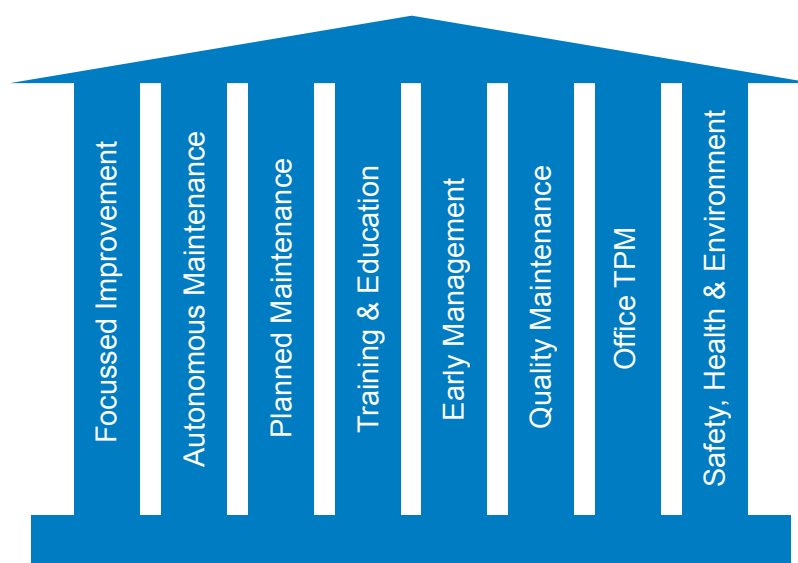 Focussed Improvement
Autonomous Maintenance
Planned Maintenance
Training & Education
Early Management
Quality Maintenance
Office TPM
Safety, Health & Environment